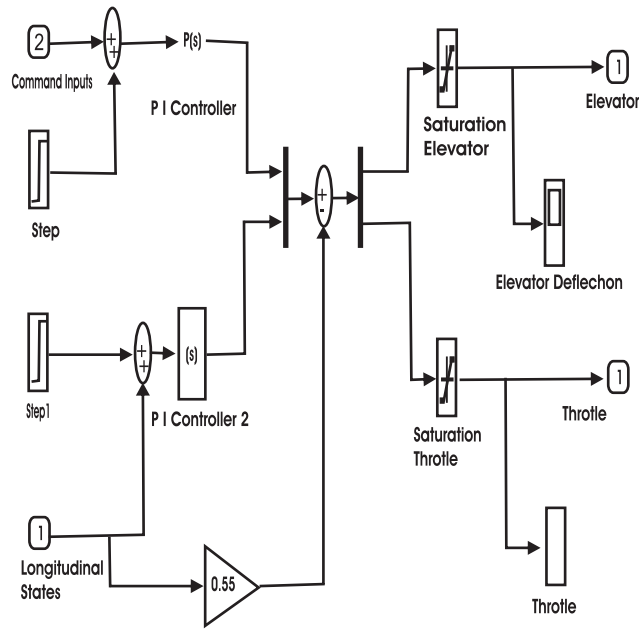 2
+
+
P(s)
Command Inputs
P I Controller
Step
+
-
Saturation
Elevator
1
Elevator
Elevator Deflechon
+
+
(s)
Step1
P I Controller 2
Saturation
Throtle
1
Throtle
1
Longitudinal
States
0.55
Throtle